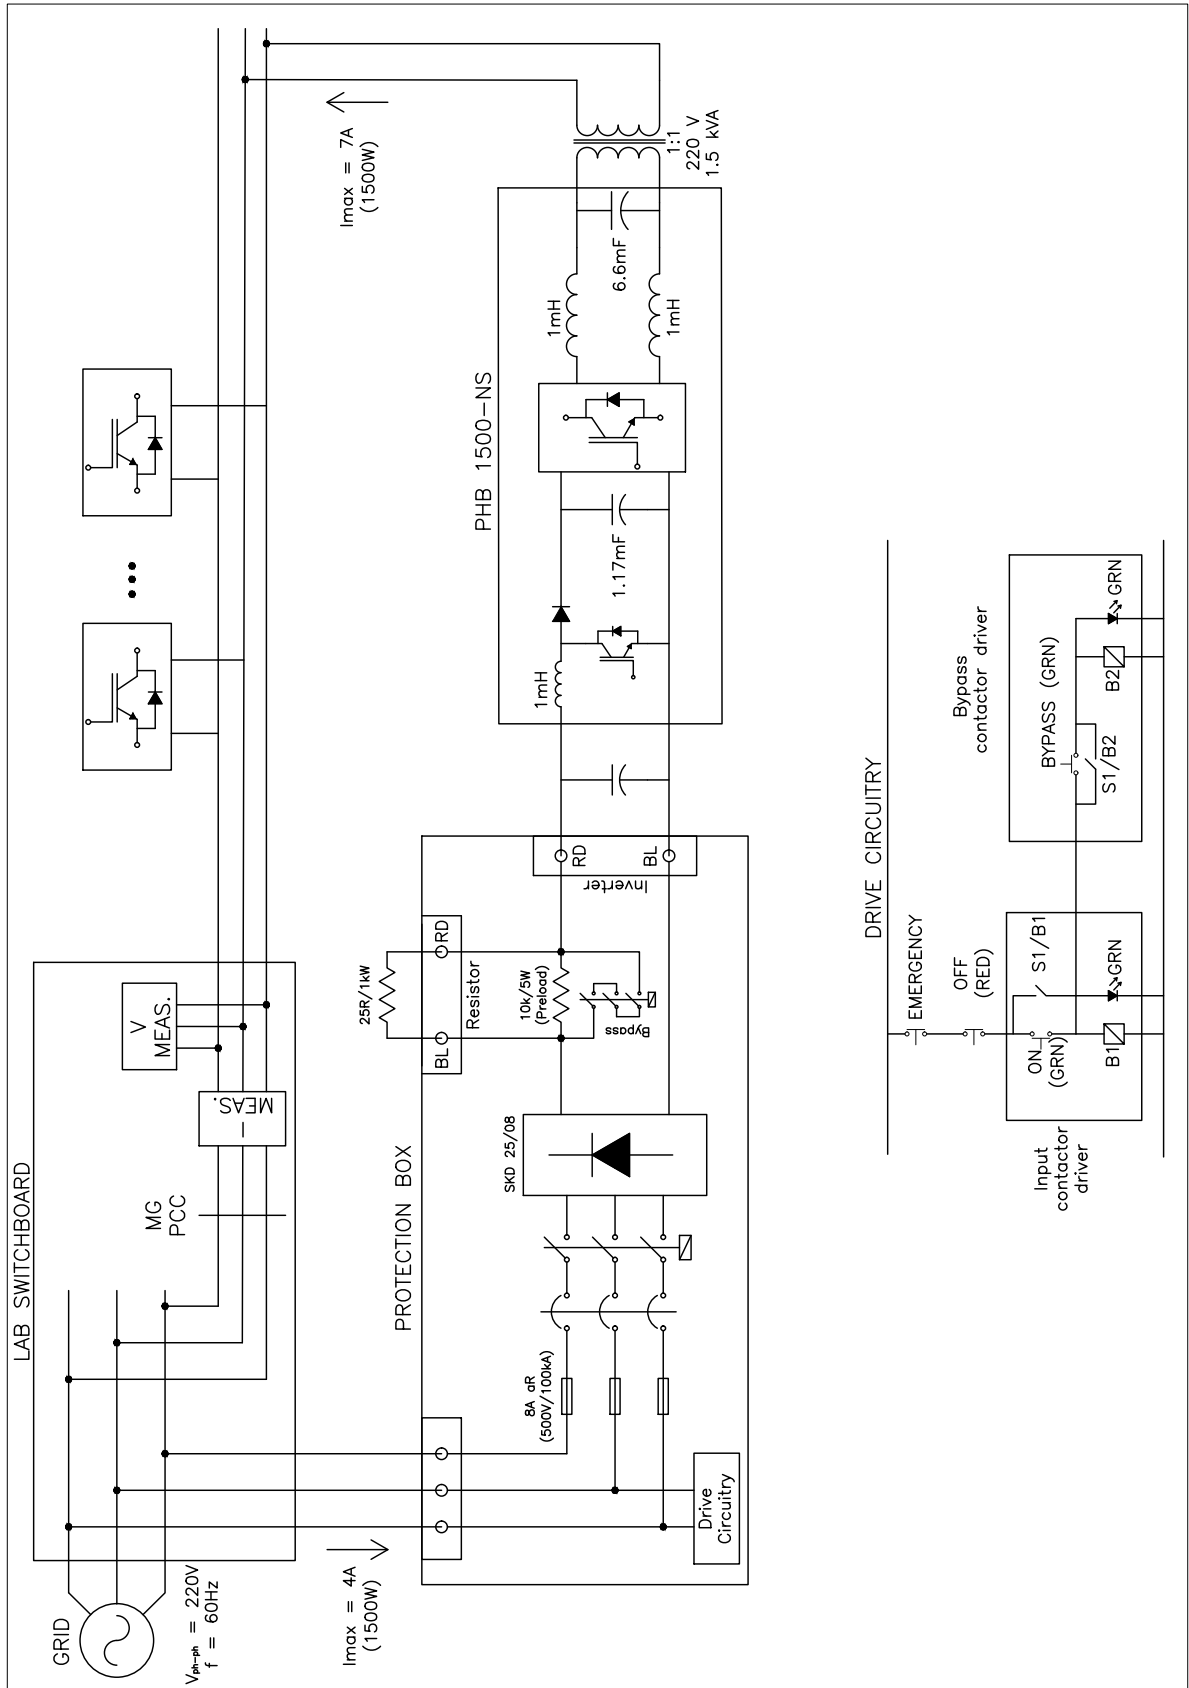 LAB SWITCHBOARD
GRID
Vph-ph = 220V
f = 60Hz
MG
PCC
I
MEAS.
V
MEAS.
Imax = 7A
(1500W)
Imax = 4A
(1500W)
PROTECTION BOX
Drive
Circuitry
8A aR
(500V/100kA)
SKD 25/08
25R/1kW
BL
RD
Resistor
10k/5W
(Preload)
Bypass
RD
BL
Inverter
PHB 1500-NS
1mH
1.17mF
1mH
1mH
6.6mF
1:1
220 V
1.5 kVA
DRIVE CIRCUITRY
EMERGENCY
OFF
(RED)
Input
contactor
driver
ON
(GRN)
S1/B1
B1
GRN
Bypass
contactor driver
BYPASS (GRN)
S1/B2
B2
GRN